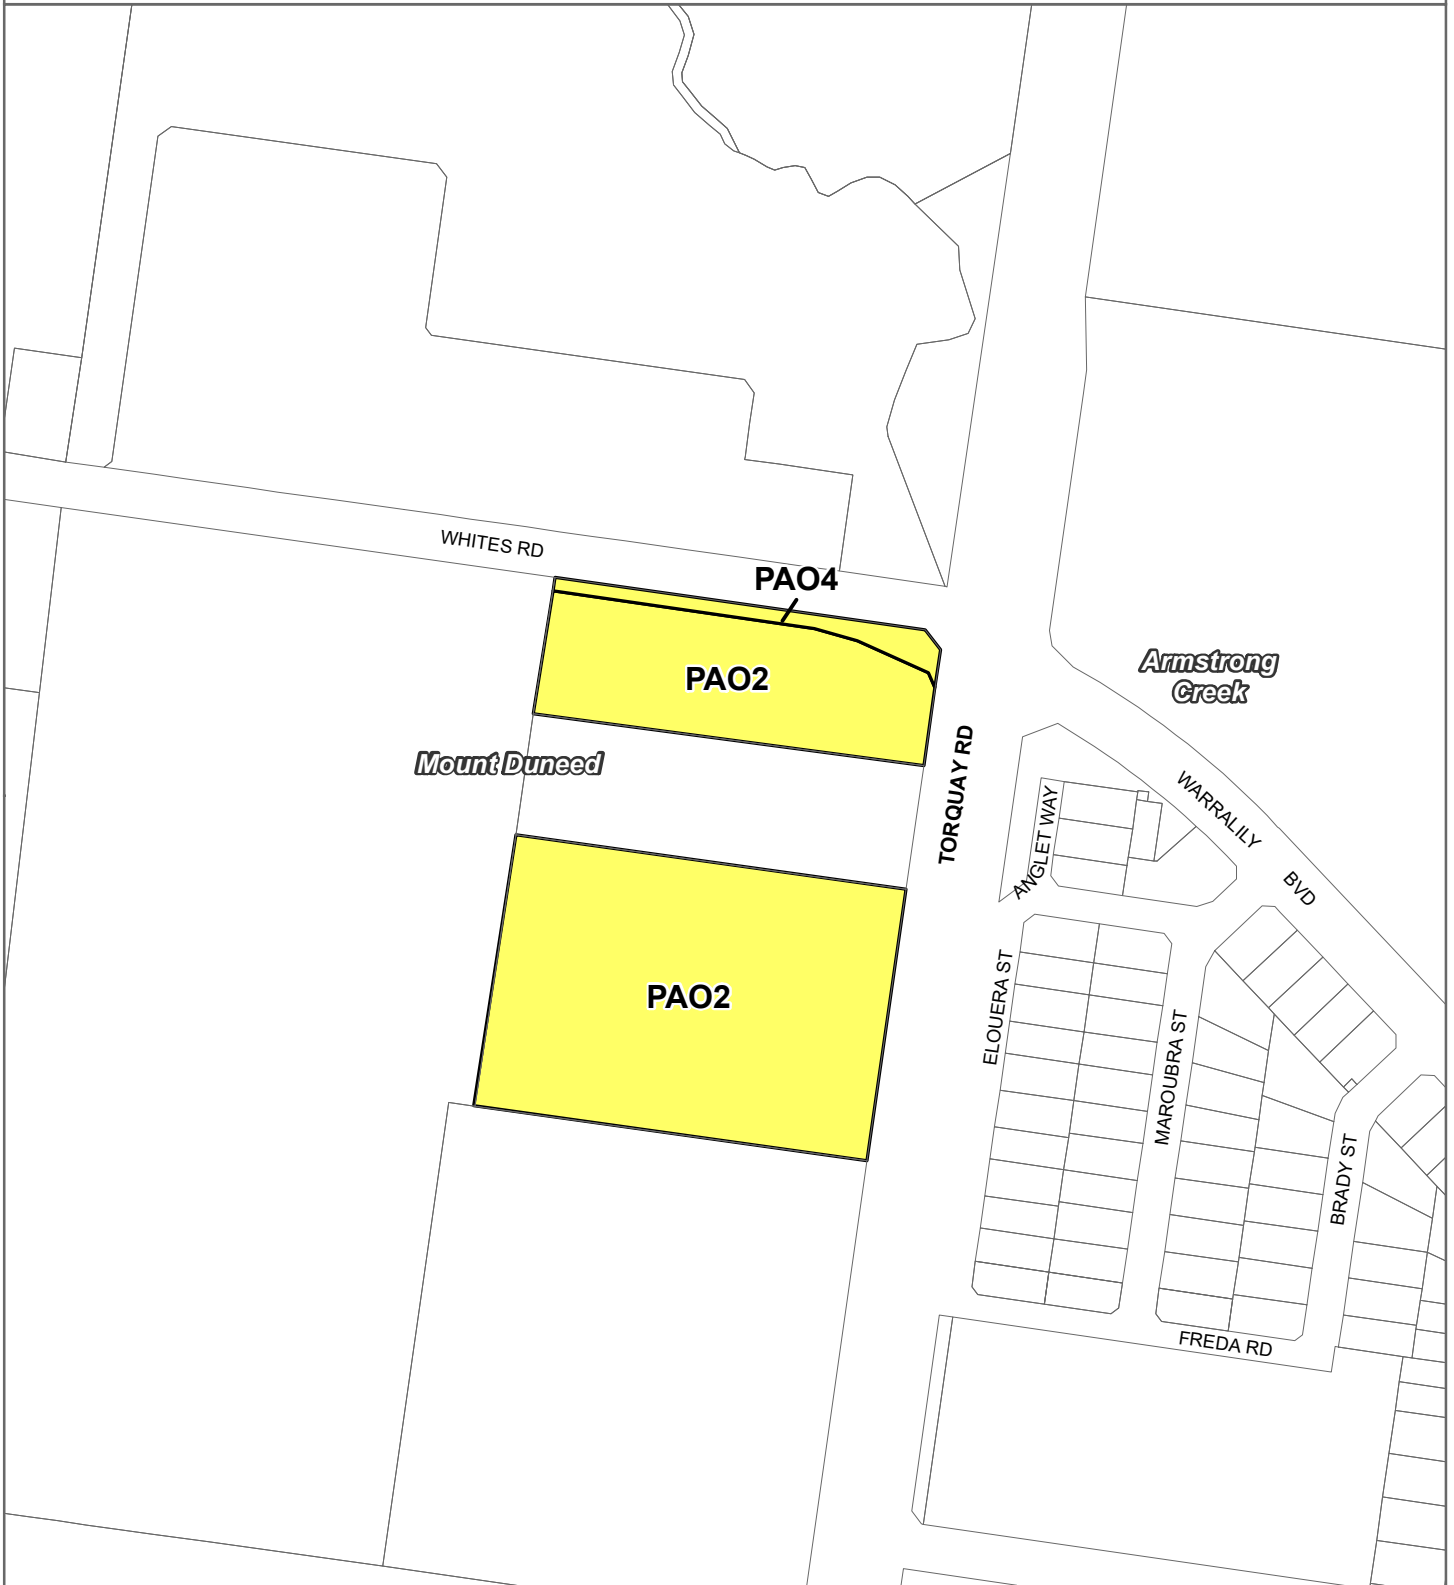 WHITES RD
PAO4
PAO2
Armstrong
Creek
Mount Duneed
TORQUAY RD
WARRALILY
BVD
ANGLET WAY
PAO2
ELOUERA ST
MAROUBRA ST
BRADY ST
FREDA RD